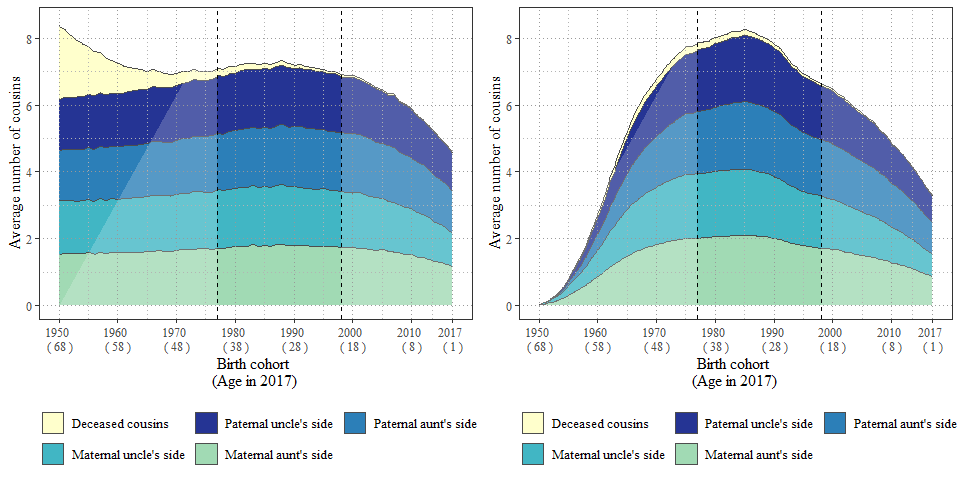 Average number of cousins
8
6
4
2
0
1950 1960 1970 1980 1990 2000 2010 2017
( 68 ) ( 58 ) ( 48 ) ( 38 ) ( 28 ) ( 18 ) ( 8 ) ( 1 )
Birth cohort
(Age in 2017)
Deceased cousins Paternal uncle's side Paternal aunt's side
Maternal uncle's side Maternal aunt's side
Average number of cousins
8
6
4
2
0
1950 1960 1970 1980 1990 2000 2010 2017
( 68 ) ( 58 ) ( 48 ) ( 38 ) ( 28 ) ( 18 ) ( 8 ) ( 1 )
Birth cohort
(Age in 2017)
Deceased cousins Paternal uncle's side Paternal aunt's side
Maternal uncle's side Maternal aunt's side